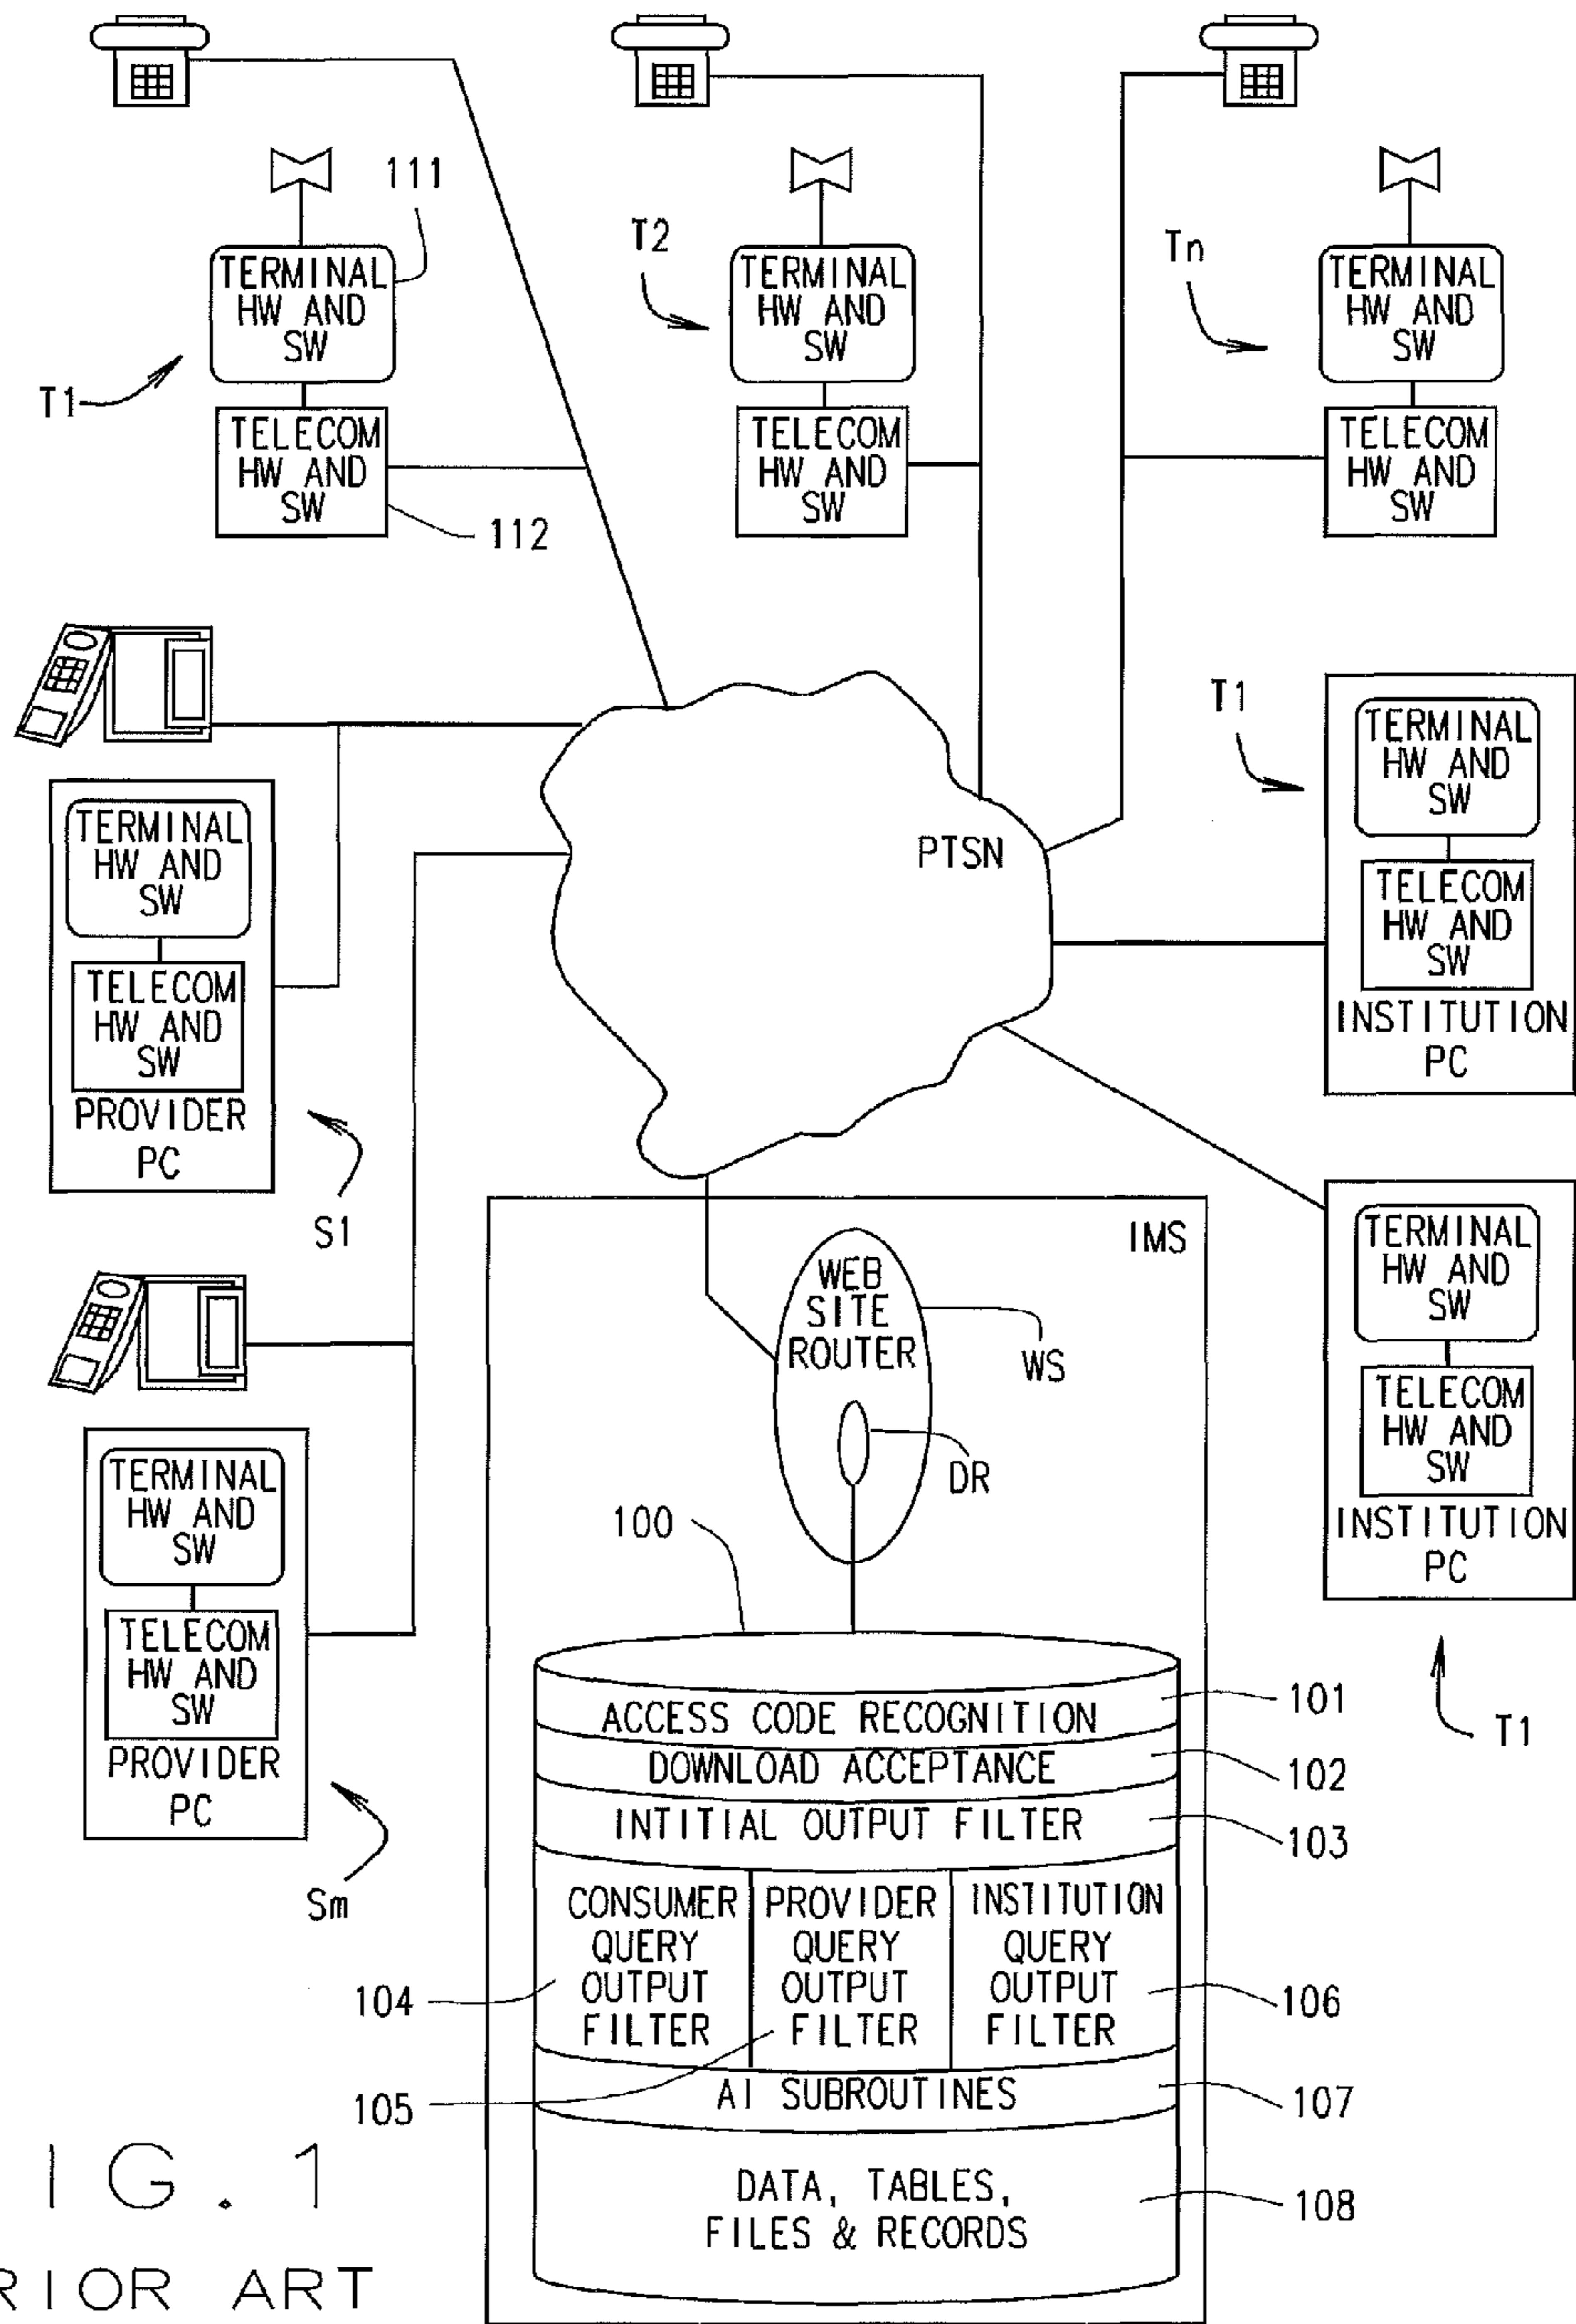 111
T2
Tn
T1
TERMINAL
HW AND
SW
TELECOM
HW AND
SW
112
TERMINAL
HW AND
SW
TELECOM
HW AND
SW
TERMINAL
HW AND
SW
TELECOM
HW AND
SW
T1
TERMINAL
HW AND
SW
TELECOM
HW AND
SW
INSTITUTION
PC
PTSN
TERMINAL
HW AND
SW
TELECOM
HW AND
SW
PROVIDER
PC
S1
IMS
WEB
SITE
ROUTER
WS
DR
TERMINAL
HW AND
SW
TELECOM
HW AND
SW
INSTITUTION
PC
T1
TERMINAL
HW AND
SW
TELECOM
HW AND
SW
PROVIDER
PC
Sm
100
ACCESS CODE RECOGNITION
101
DOWNLOAD ACCEPTANCE
102
INTITIAL OUTPUT FILTER
103
CONSUMER
QUERY
OUTPUT
FILTER
104
PROVIDER
QUERY
OUTPUT
FILTER
105
INSTITUTION
QUERY
OUTPUT
FILTER
106
AI SUBROUTINES
107
DATA, TABLES,
FILES & RECORDS
108
IG. 1
RIOR ART